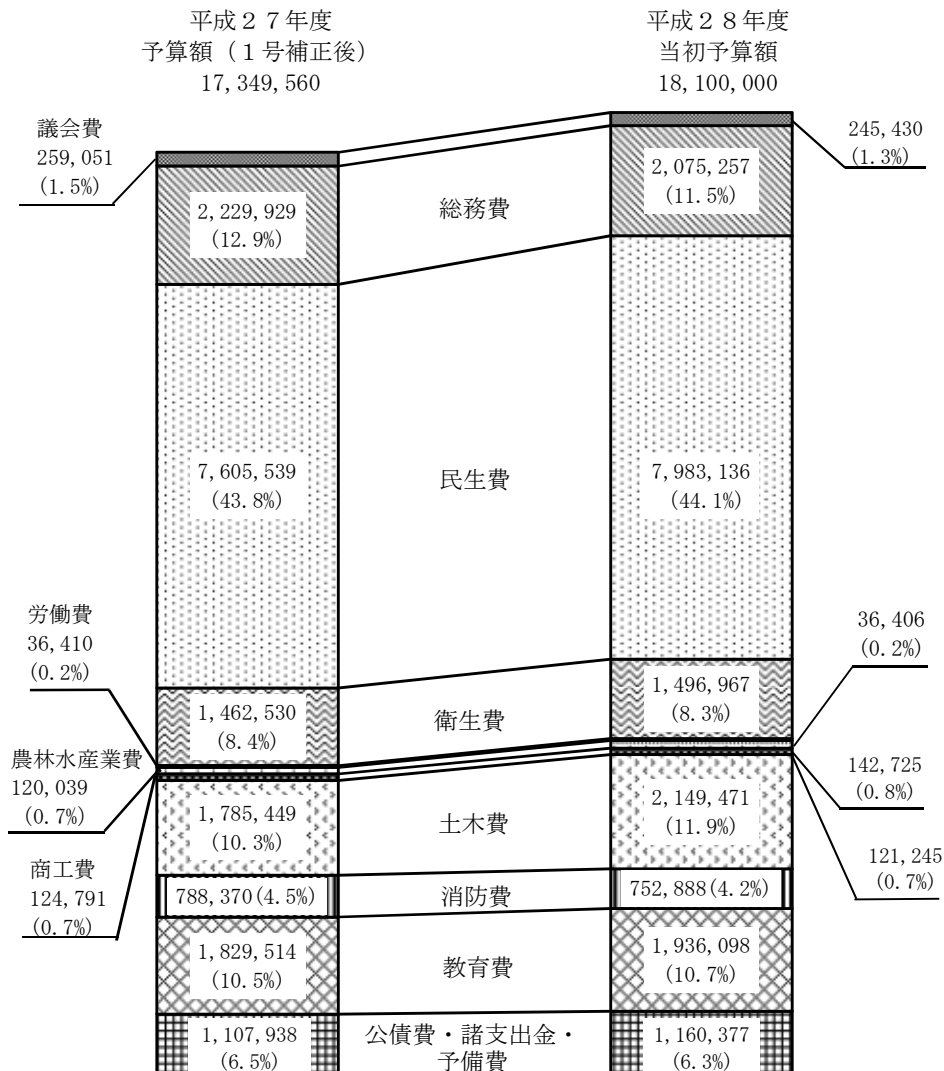 平成２７年度
予算額（１号補正後）
17,349,560
平成２８年度
当初予算額
18,100,000
議会費
259,051
(1.5%)
245,430
(1.3%)
2,229,929
(12.9%)
総務費
2,075,257
(11.5%)
7,605,539
(43.8%)
民生費
7,983,136
(44.1%)
労働費
36,410
(0.2%)
36,406
(0.2%)
1,462,530
(8.4%)
衛生費
1,496,967
(8.3%)
農林水産業費
120,039
(0.7%)
142,725
(0.8%)
1,785,449
(10.3%)
土木費
2,149,471
(11.9%)
商工費
124,791
(0.7%)
121,245
(0.7%)
788,370(4.5%)
消防費
752,888(4.2%)
1,829,514
(10.5%)
教育費
1,936,098
(10.7%)
1,107,938
(6.5%)
公債費・諸支出金・
予備費
1,160,377
(6.3%)